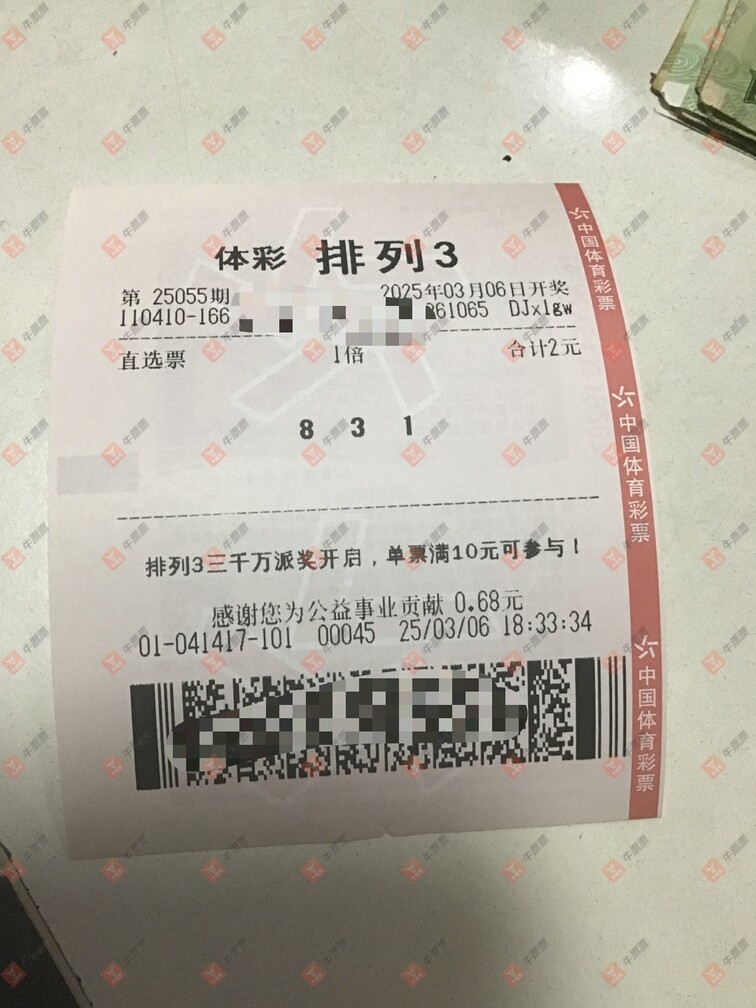 体彩 排列3
第 25055期 2025年03月06日开奖
110410-166 061065 DJx1gw
直选票 1倍 合计2元
8 3 1
排列3三千万派奖开启，单票满10元可参与！
感谢您为公益事业贡献 0.68元
01-041417-101 00045 25/03/06 18:33:34
中国体育彩票
中国体育彩票
中国体育彩票
牛票票